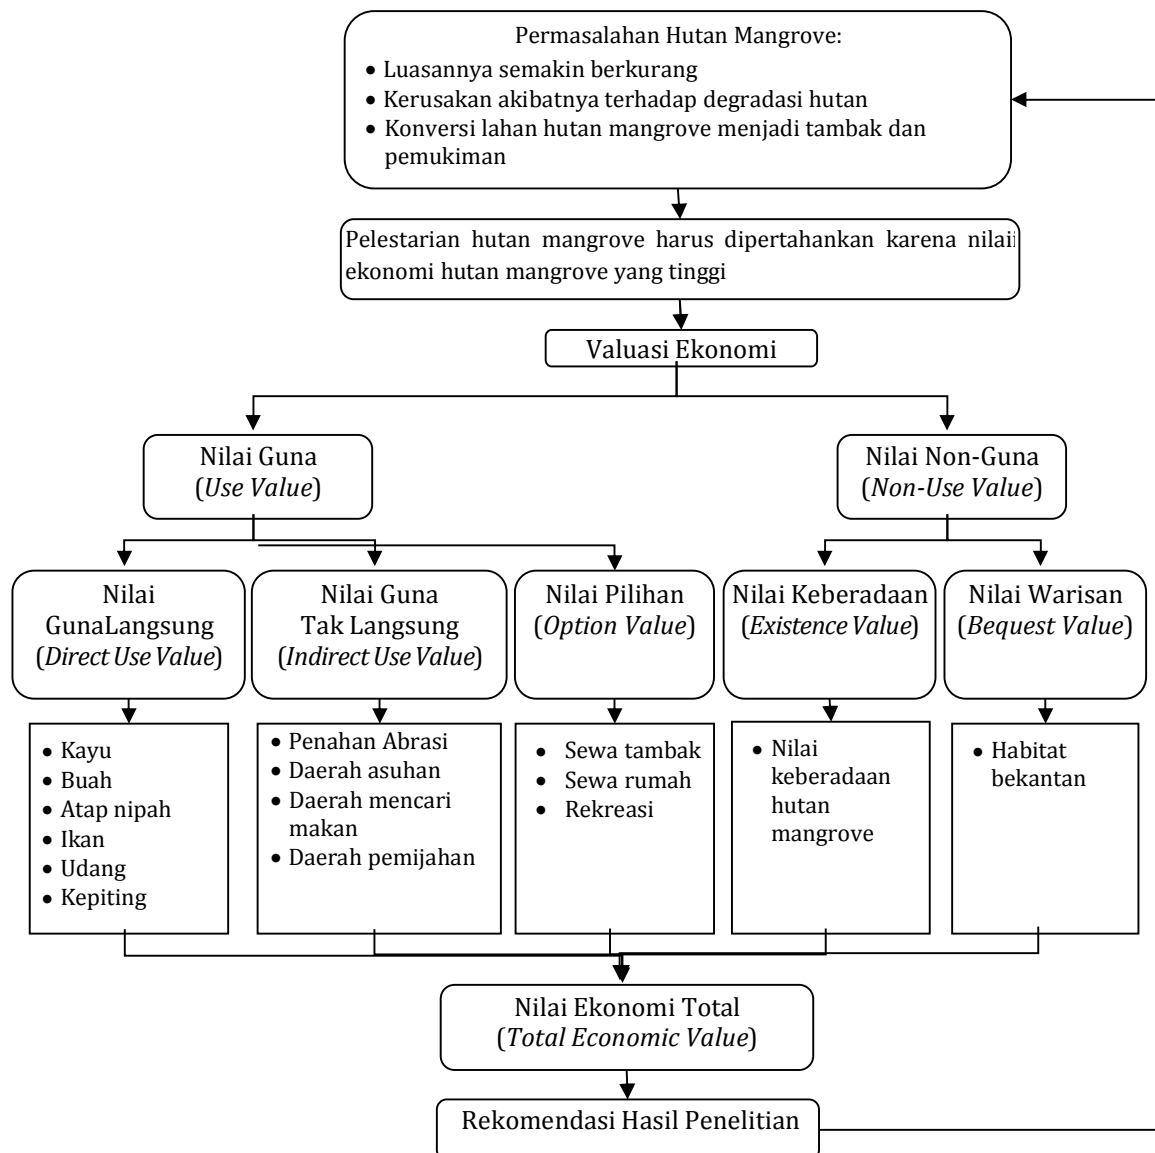 Permasalahan Hutan Mangrove:
• Luasannya semakin berkurang
• Kerusakan akibatnya terhadap degradasi hutan
• Konversi lahan hutan mangrove menjadi tambak dan
pemukiman
Pelestarian hutan mangrove harus dipertahankan karena nilaii
ekonomi hutan mangrove yang tinggi
Valuasi Ekonomi
Nilai Guna
(Use Value)
Nilai Non-Guna
(Non-Use Value)
Nilai
GunaLangsung
(Direct Use Value)
Nilai Guna
Tak Langsung
(Indirect Use Value)
Nilai Pilihan
(Option Value)
Nilai Keberadaan
(Existence Value)
Nilai Warisan
(Bequest Value)
• Kayu
• Buah
• Atap nipah
• Ikan
• Udang
• Kepiting
• Penahan Abrasi
• Daerah asuhan
• Daerah mencari
makan
• Daerah pemijahan
• Sewa tambak
• Sewa rumah
• Rekreasi
• Nilai
keberadaan
hutan
mangrove
• Habitat
bekantan
Nilai Ekonomi Total
(Total Economic Value)
Rekomendasi Hasil Penelitian